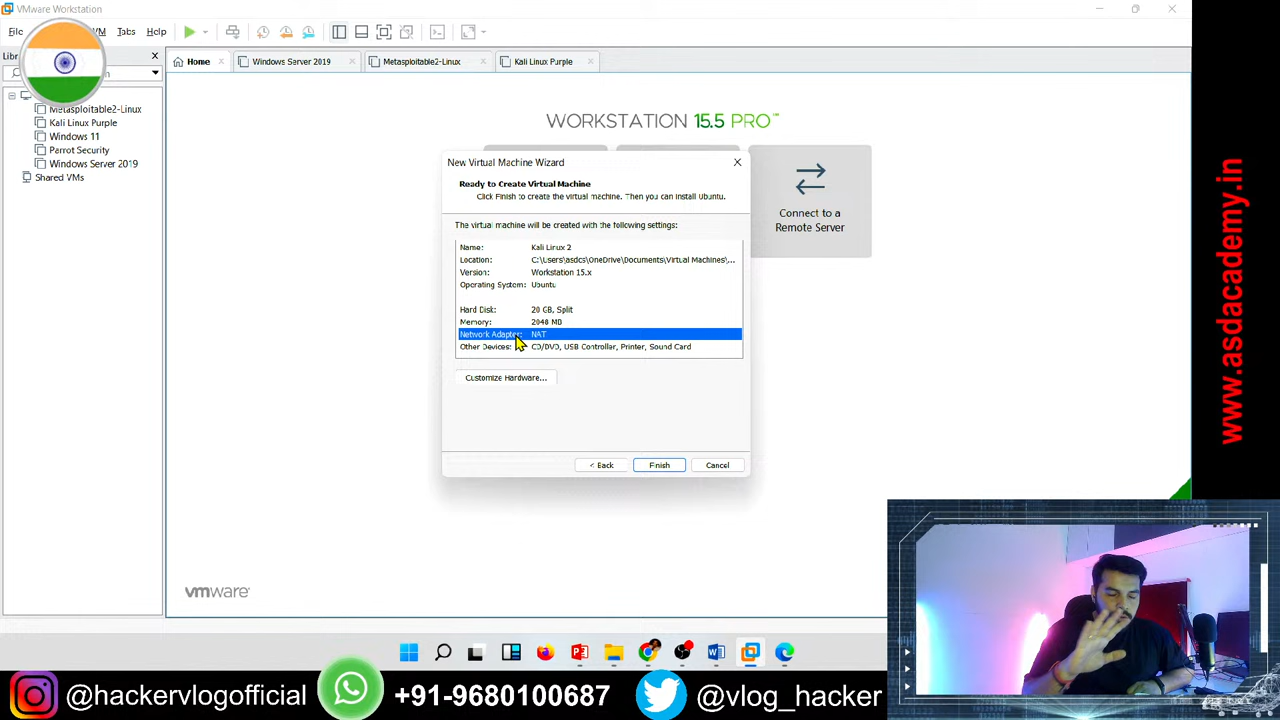 VMware Workstation
File
VM
Tabs
Help
Home
Windows Server 2019
Metasploitable2-Linux
Kali Linux Purple
Metasploitable2-Linux
Kali Linux Purple
Windows 11
Parrot Security
Windows Server 2019
Shared VMs
WORKSTATION 15.5 PRO™
Connect to a
Remote Server
New Virtual Machine Wizard
Ready to Create Virtual Machine
Click Finish to create the virtual machine. Then you can install Ubuntu.
The virtual machine will be created with the following settings:
Name: Kali Linux 2
Location: C:\Users\asdcs\OneDrive\Documents\Virtual Machines\...
Version: Workstation 15.x
Operating System: Ubuntu
Hard Disk: 20 GB, Split
Memory: 2048 MB
Network Adapter: NAT
Other Devices: CD/DVD, USB Controller, Printer, Sound Card
Customize Hardware...
< Back
Finish
Cancel
vmware
www.asdacademy.in
@hackervlogofficial
+91-9680100687
@vlog_hacker